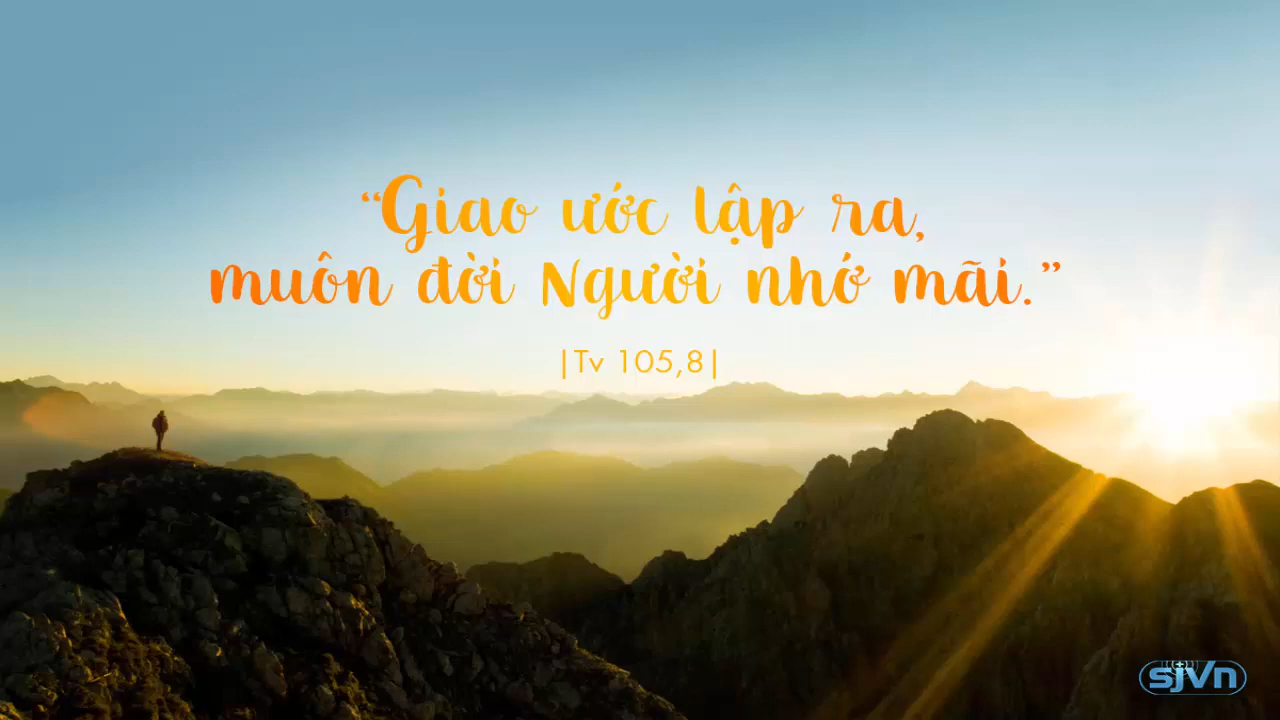 “Giao ước lập ra,
muôn đời Người nhớ mãi.”
|Tv 105,8|
sjvn